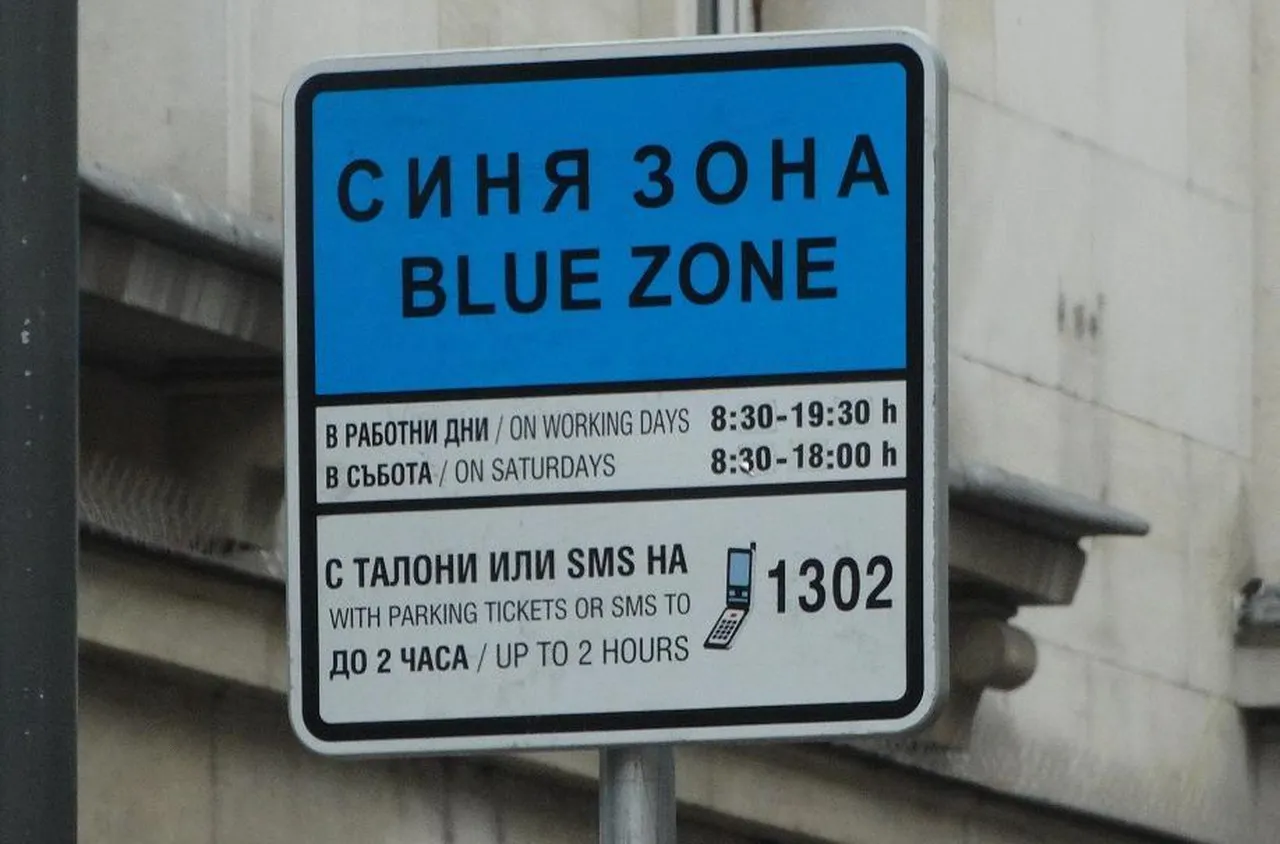 СИНЯ ЗОНА
BLUE ZONE
В РАБОТНИ ДНИ / ON WORKING DAYS 8:30-19:30 h
В СЪБОТА / ON SATURDAYS 8:30-18:00 h
С ТАЛОНИ ИЛИ SMS НА 1302
WITH PARKING TICKETS OR SMS TO
ДО 2 ЧАСА / UP TO 2 HOURS